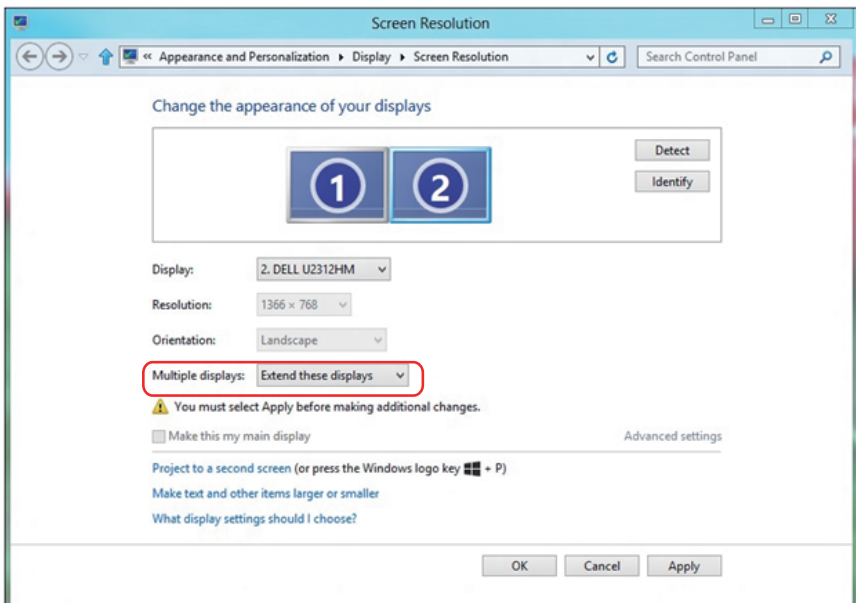 Screen Resolution
« Appearance and Personalization Display Screen Resolution
Search Control Panel
Change the appearance of your displays
1 2
Detect
Identify
Display: 2. DELL U2312HM
Resolution: 1366 × 768
Orientation: Landscape
Multiple displays: Extend these displays
You must select Apply before making additional changes.
Make this my main display Advanced settings
Project to a second screen (or press the Windows logo key + P)
Make text and other items larger or smaller
What display settings should I choose?
OK Cancel Apply